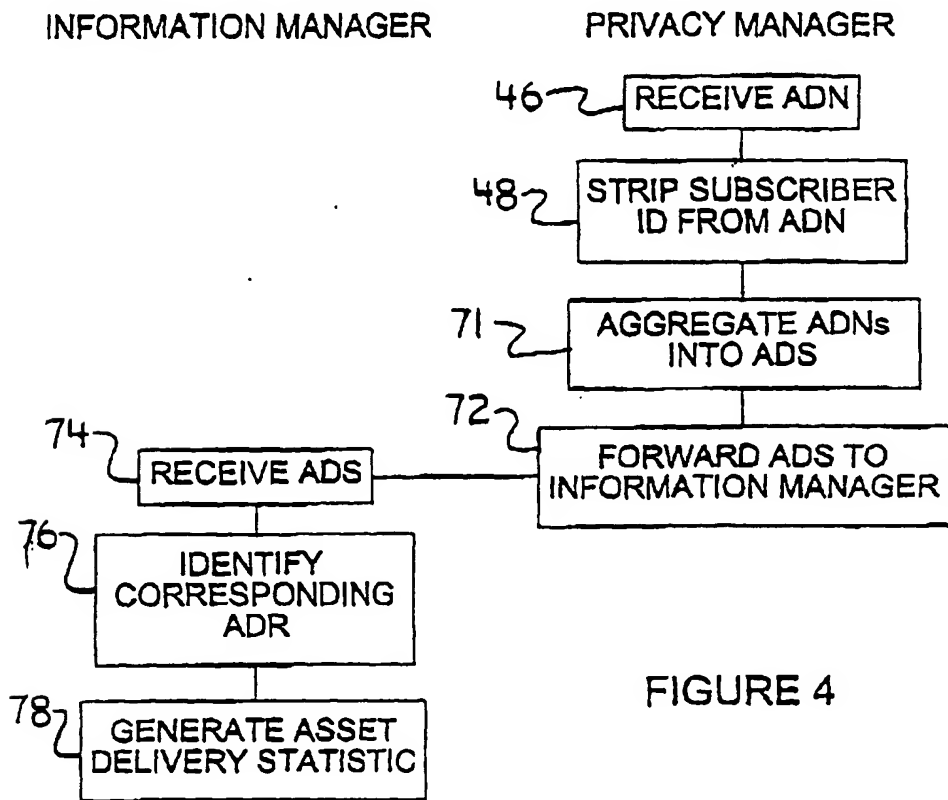 INFORMATION MANAGER
PRIVACY MANAGER
46
RECEIVE ADN
48
STRIP SUBSCRIBER
ID FROM ADN
71
AGGREGATE ADNs
INTO ADS
72
FORWARD ADS TO
INFORMATION MANAGER
74
RECEIVE ADS
76
IDENTIFY
CORRESPONDING
ADR
78
GENERATE ASSET
DELIVERY STATISTIC
FIGURE 4